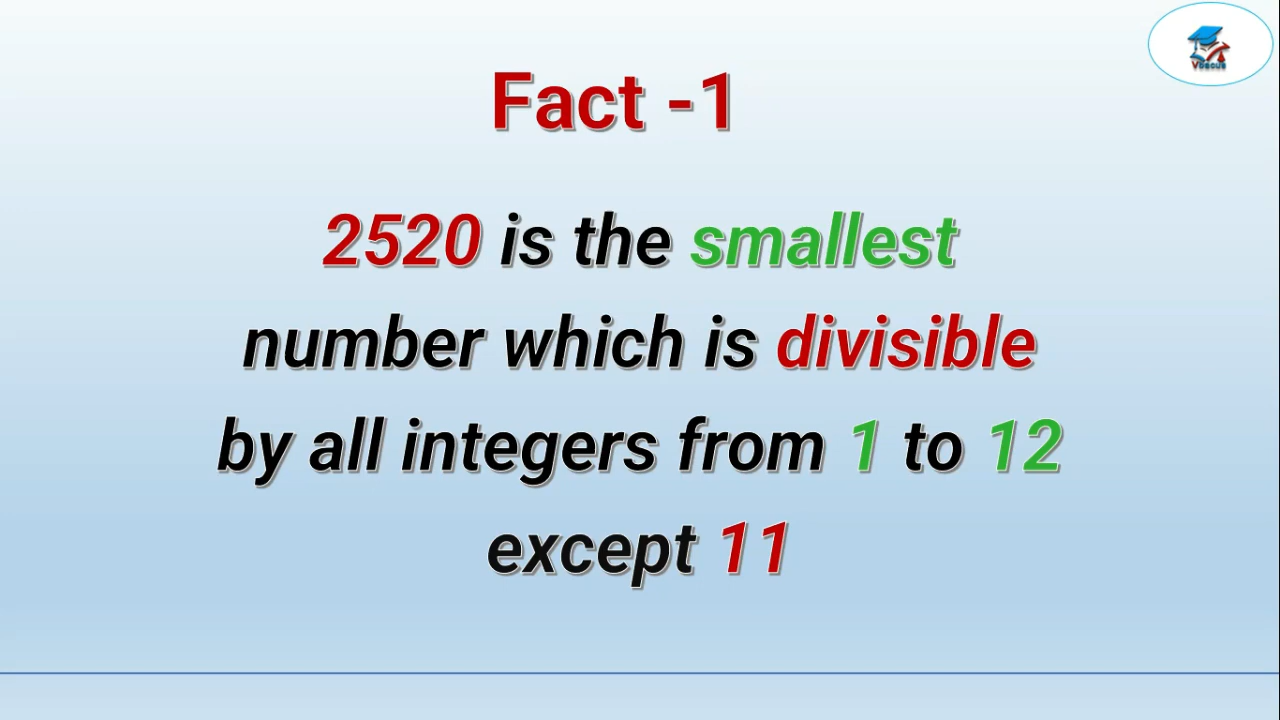 Fact -1
2520 is the smallest
number which is divisible
by all integers from 1 to 12
except 11